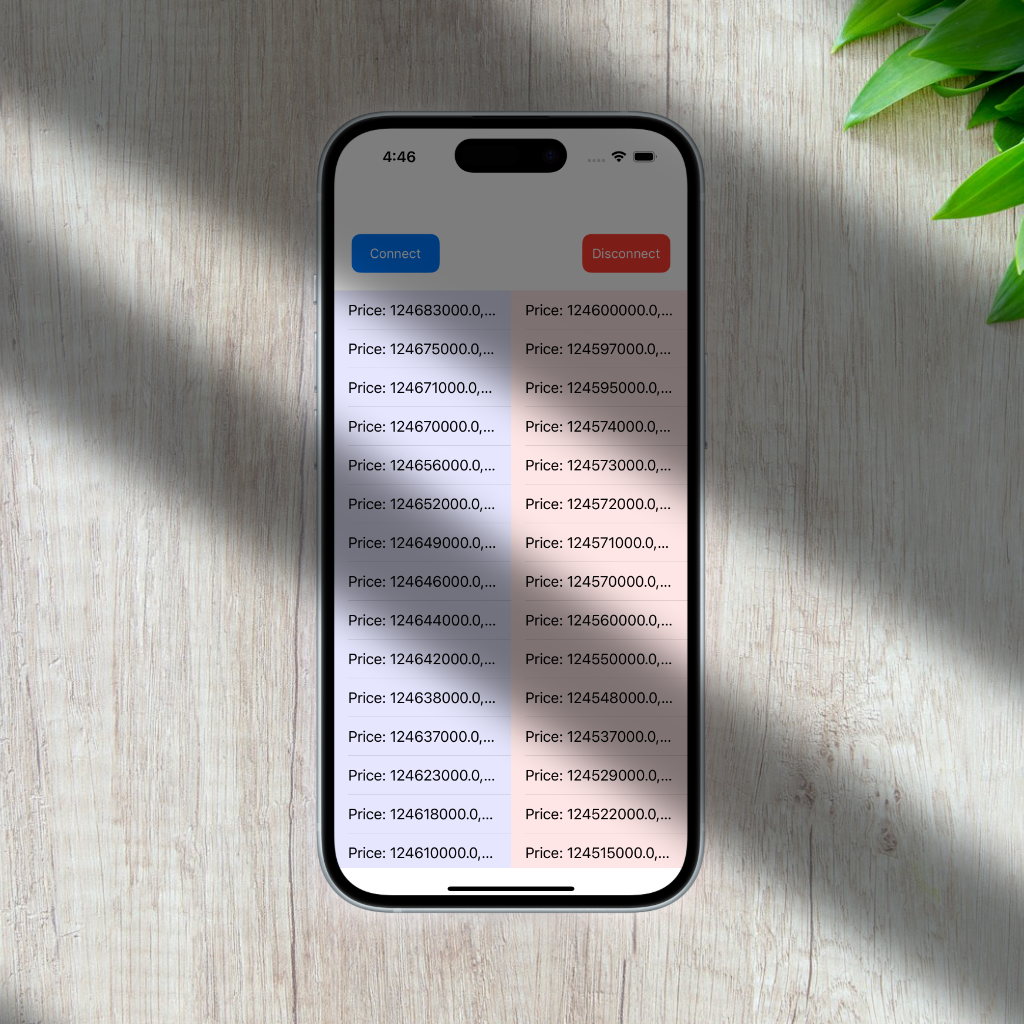 4:46
Connect
Disconnect
Price: 124683000.0,...
Price: 124600000.0,...
Price: 124675000.0,...
Price: 124597000.0,...
Price: 124671000.0,...
Price: 124595000.0,...
Price: 124670000.0,...
Price: 124574000.0,...
Price: 124656000.0,...
Price: 124573000.0,...
Price: 124652000.0,...
Price: 124572000.0,...
Price: 124649000.0,...
Price: 124571000.0,...
Price: 124646000.0,...
Price: 124570000.0,...
Price: 124644000.0,...
Price: 124560000.0,...
Price: 124642000.0,...
Price: 124550000.0,...
Price: 124638000.0,...
Price: 124548000.0,...
Price: 124637000.0,...
Price: 124537000.0,...
Price: 124623000.0,...
Price: 124529000.0,...
Price: 124618000.0,...
Price: 124522000.0,...
Price: 124610000.0,...
Price: 124515000.0,...